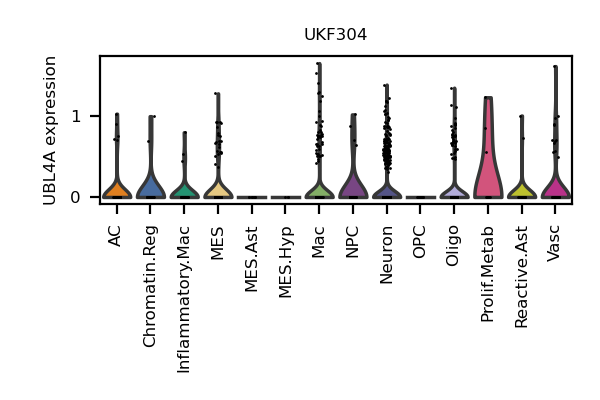 UKF304
UBL4A expression
1
0
AC
Chromatin.Reg
Inflammatory.Mac
MES
MES.Ast
MES.Hyp
Mac
NPC
Neuron
OPC
Oligo
Prolif.Metab
Reactive.Ast
Vasc